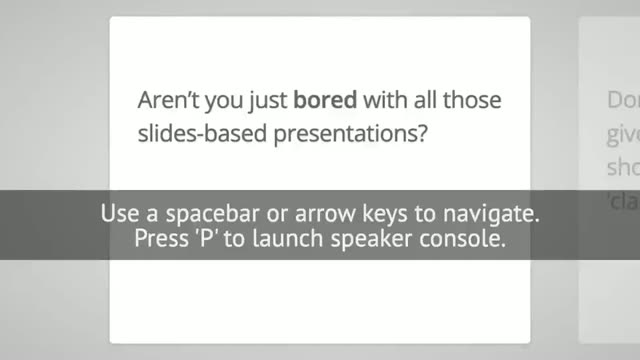 Aren't you just bored with all those
slides-based presentations?
Use a spacebar or arrow keys to navigate.
Press 'P' to launch speaker console.